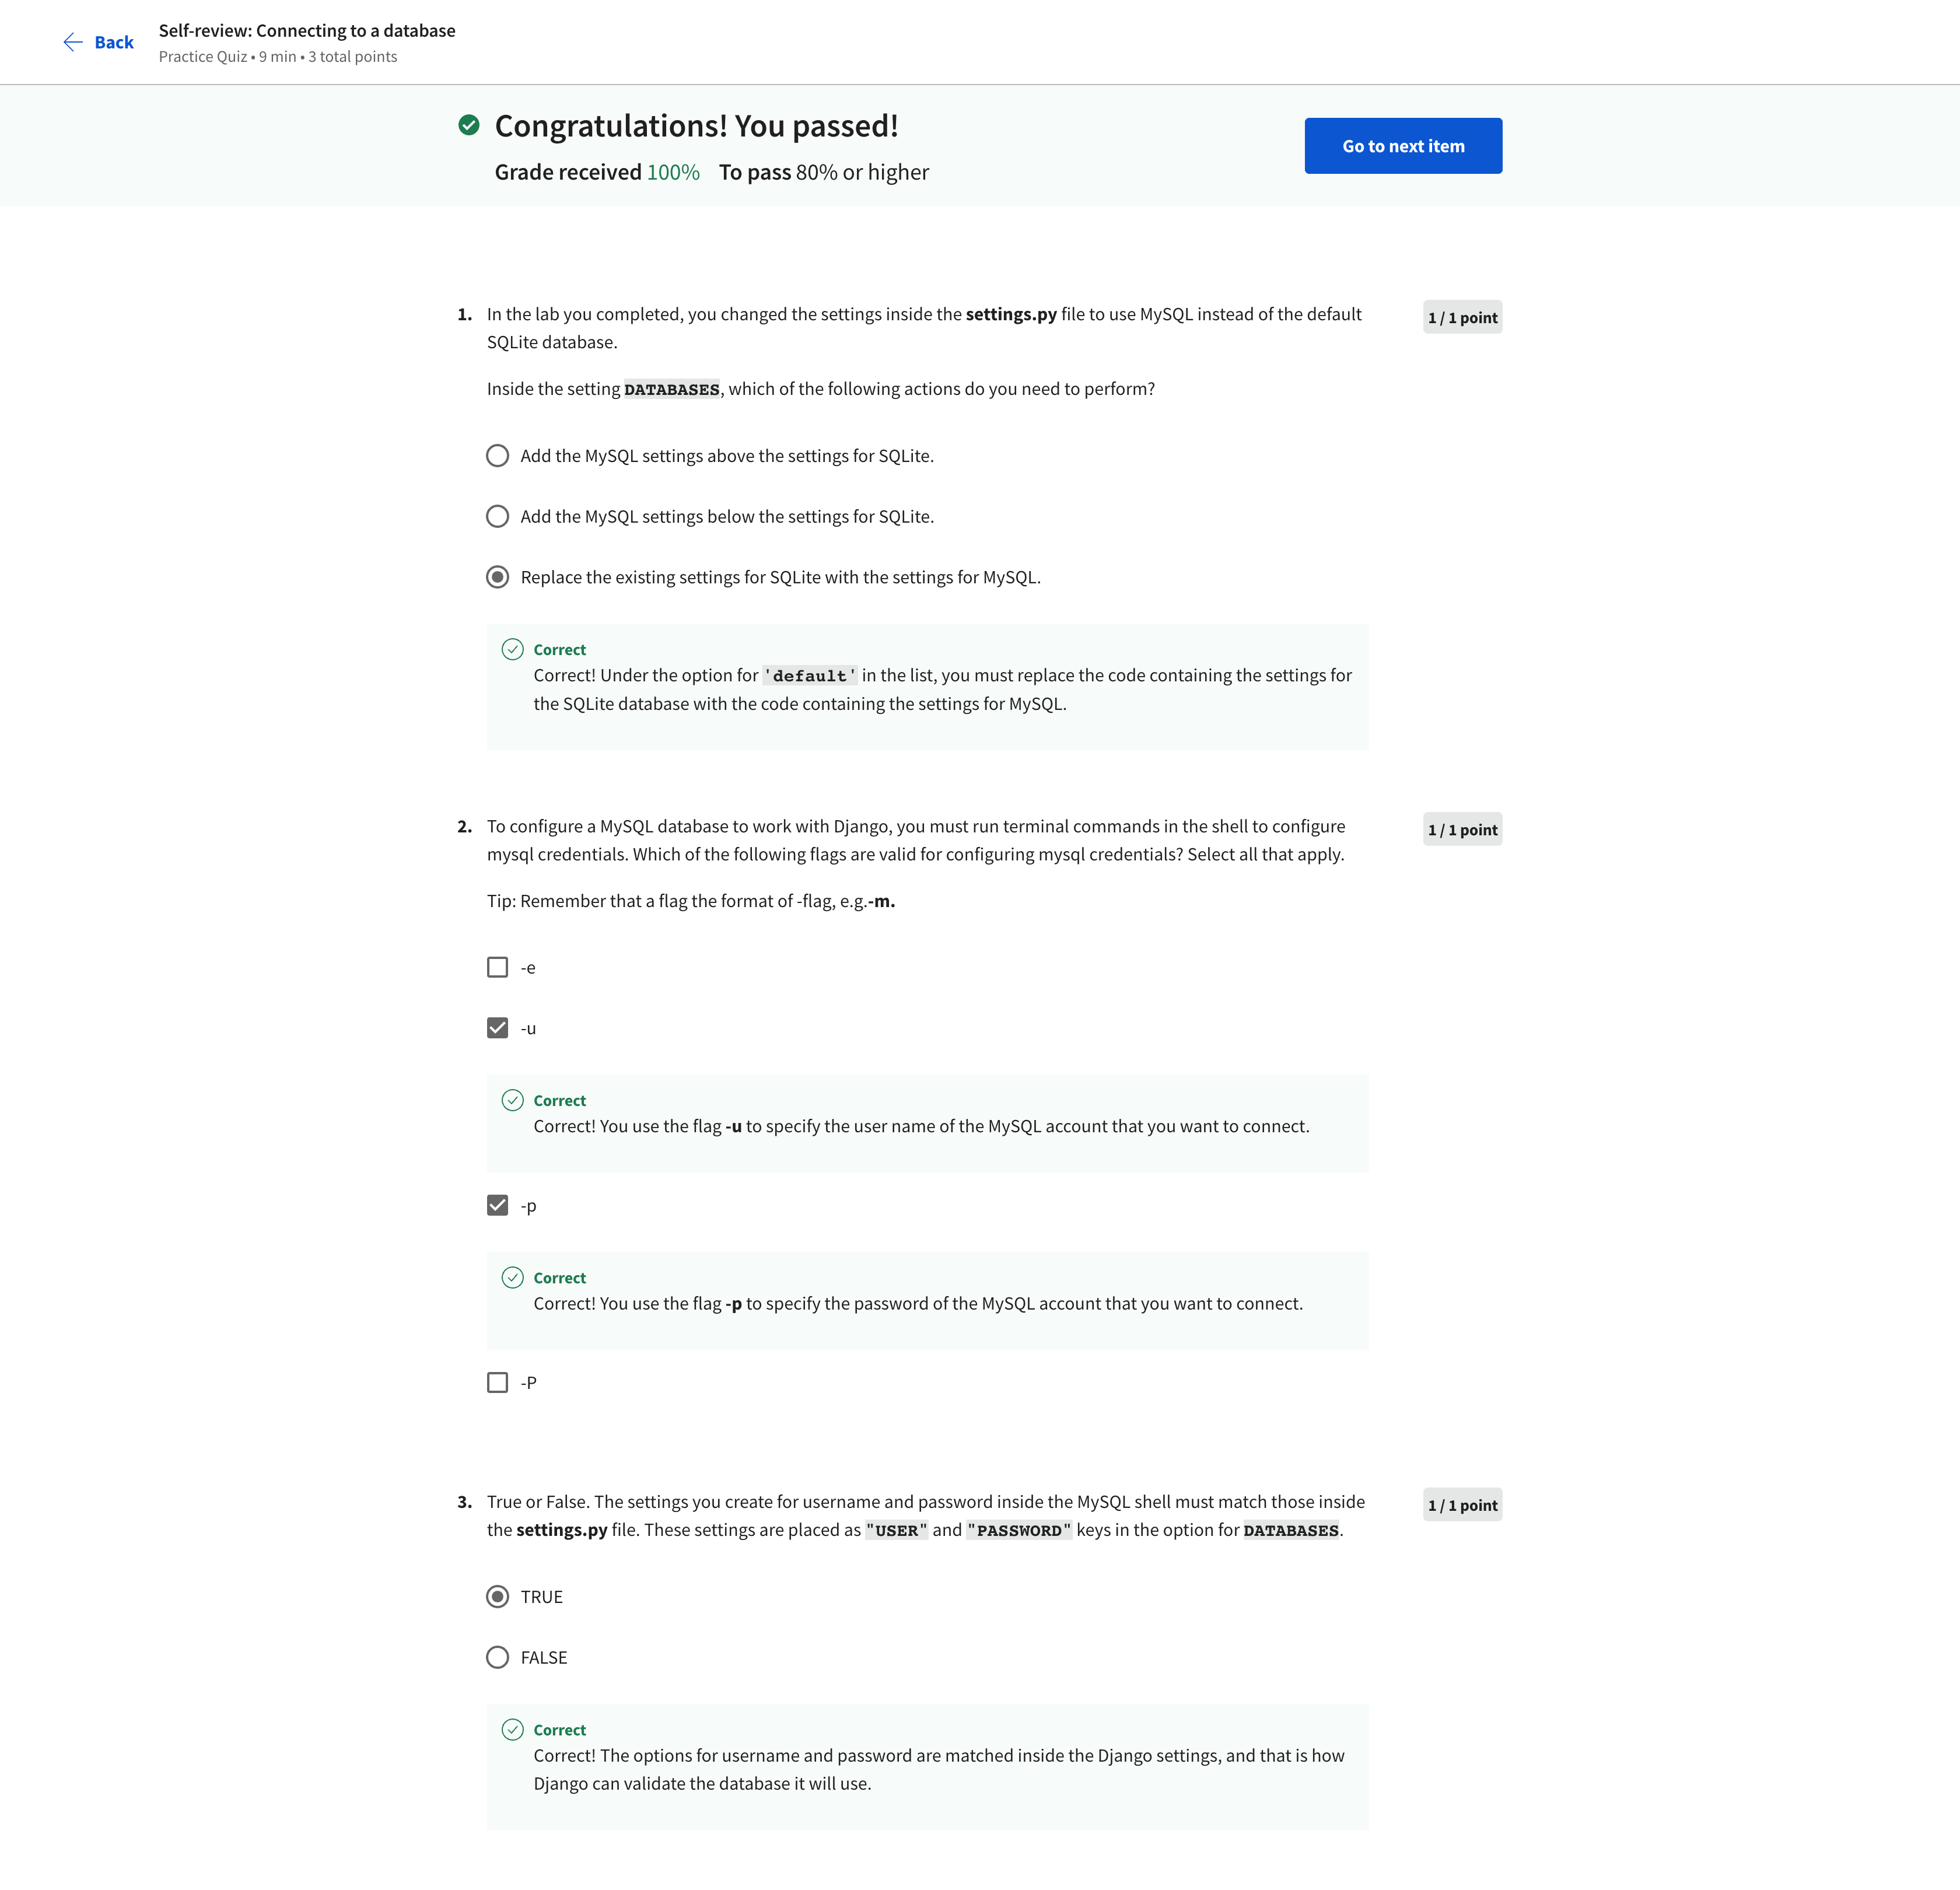 Back
Self-review: Connecting to a database
Practice Quiz • 9 min • 3 total points
Congratulations! You passed!
Grade received 100% To pass 80% or higher
Go to next item
1. In the lab you completed, you changed the settings inside the settings.py file to use MySQL instead of the default
SQLite database.
1 / 1 point
Inside the setting DATABASES, which of the following actions do you need to perform?
Add the MySQL settings above the settings for SQLite.
Add the MySQL settings below the settings for SQLite.
Replace the existing settings for SQLite with the settings for MySQL.
Correct
Correct! Under the option for 'default' in the list, you must replace the code containing the settings for
the SQLite database with the code containing the settings for MySQL.
2. To configure a MySQL database to work with Django, you must run terminal commands in the shell to configure
mysql credentials. Which of the following flags are valid for configuring mysql credentials? Select all that apply.
1 / 1 point
Tip: Remember that a flag the format of -flag, e.g.-m.
-e
-u
Correct
Correct! You use the flag -u to specify the user name of the MySQL account that you want to connect.
-p
Correct
Correct! You use the flag -p to specify the password of the MySQL account that you want to connect.
-P
3. True or False. The settings you create for username and password inside the MySQL shell must match those inside
the settings.py file. These settings are placed as "USER" and "PASSWORD" keys in the option for DATABASES.
1 / 1 point
TRUE
FALSE
Correct
Correct! The options for username and password are matched inside the Django settings, and that is how
Django can validate the database it will use.